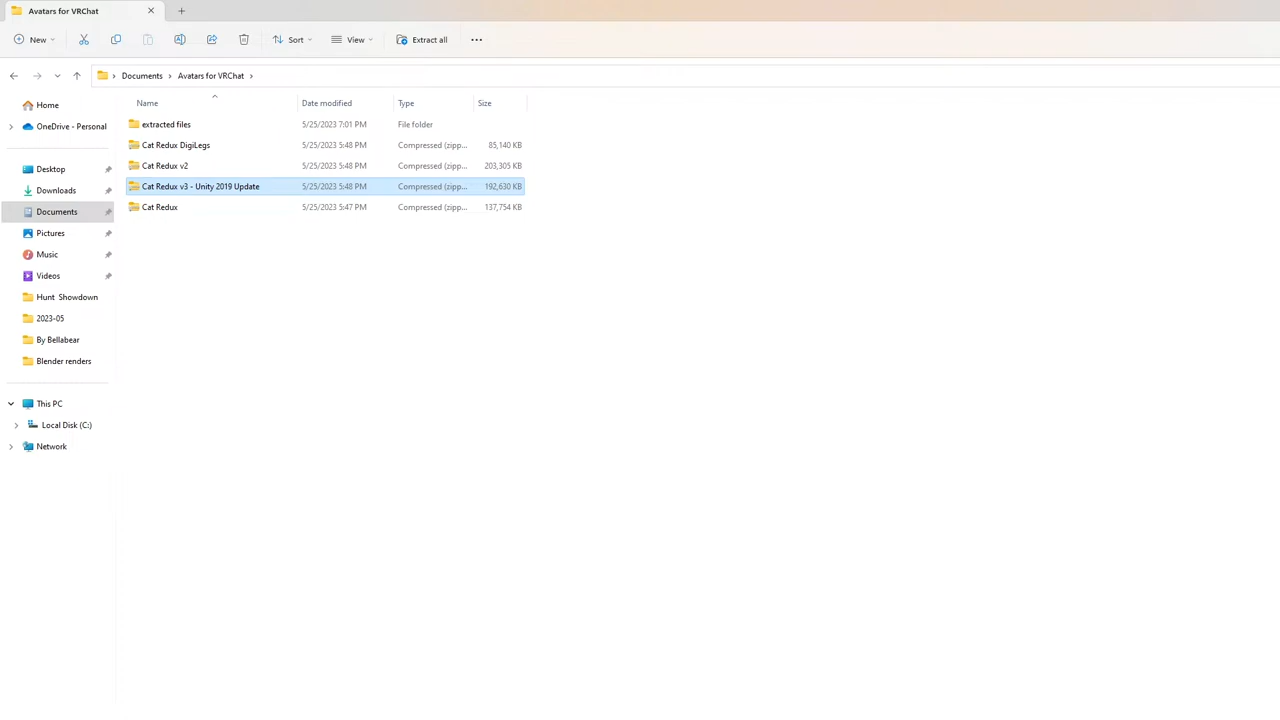 Avatars for VRChat
New Sort View Extract all
Documents Avatars for VRChat
Name Date modified Type Size
Home
OneDrive - Personal
Desktop
Downloads
Documents
Pictures
Music
Videos
Hunt Showdown
2023-05
By Bellabear
Blender renders
This PC
Local Disk (C:)
Network
extracted files 5/25/2023 7:01 PM File folder
Cat Redux DigiLegs 5/25/2023 5:48 PM Compressed (zipp... 85,140 KB
Cat Redux v2 5/25/2023 5:48 PM Compressed (zipp... 203,305 KB
Cat Redux v3 - Unity 2019 Update 5/25/2023 5:48 PM Compressed (zipp... 192,630 KB
Cat Redux 5/25/2023 5:47 PM Compressed (zipp... 137,754 KB